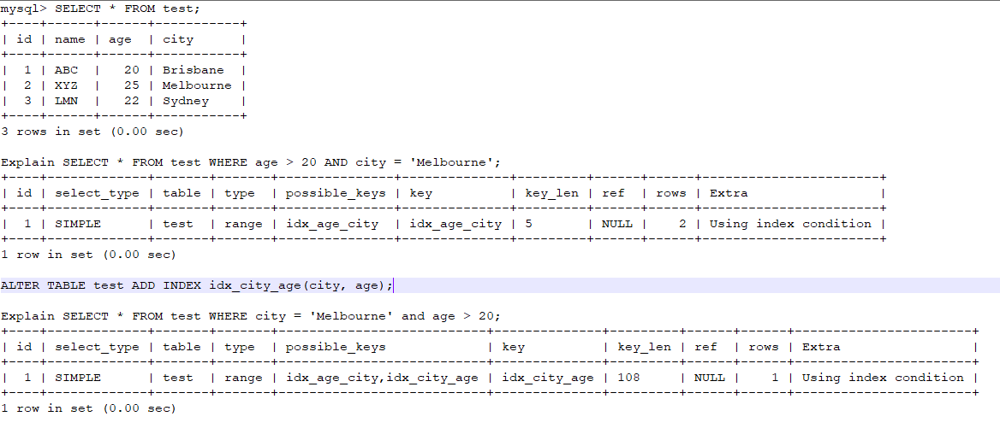 mysql> SELECT * FROM test;
+----+------+------+-----------+
| id | name | age  | city      |
+----+------+------+-----------+
|  1 | ABC  |   20 | Brisbane  |
|  2 | XYZ  |   25 | Melbourne |
|  3 | LMN  |   22 | Sydney    |
+----+------+------+-----------+
3 rows in set (0.00 sec)

Explain SELECT * FROM test WHERE age > 20 AND city = 'Melbourne';
+----+-------------+-------+-------+---------------+--------------+---------+------+------+-----------------------+
| id | select_type | table | type  | possible_keys | key          | key_len | ref  | rows | Extra                 |
+----+-------------+-------+-------+---------------+--------------+---------+------+------+-----------------------+
|  1 | SIMPLE      | test  | range | idx_age_city  | idx_age_city | 5       | NULL |    2 | Using index condition |
+----+-------------+-------+-------+---------------+--------------+---------+------+------+-----------------------+
1 row in set (0.00 sec)

ALTER TABLE test ADD INDEX idx_city_age(city, age);

Explain SELECT * FROM test WHERE city = 'Melbourne' and age > 20;
+----+-------------+-------+-------+---------------------------+--------------+---------+------+------+-----------------------+
| id | select_type | table | type  | possible_keys             | key          | key_len | ref  | rows | Extra                 |
+----+-------------+-------+-------+---------------------------+--------------+---------+------+------+-----------------------+
|  1 | SIMPLE      | test  | range | idx_age_city,idx_city_age | idx_city_age | 108     | NULL |    1 | Using index condition |
+----+-------------+-------+-------+---------------------------+--------------+---------+------+------+-----------------------+
1 row in set (0.00 sec)